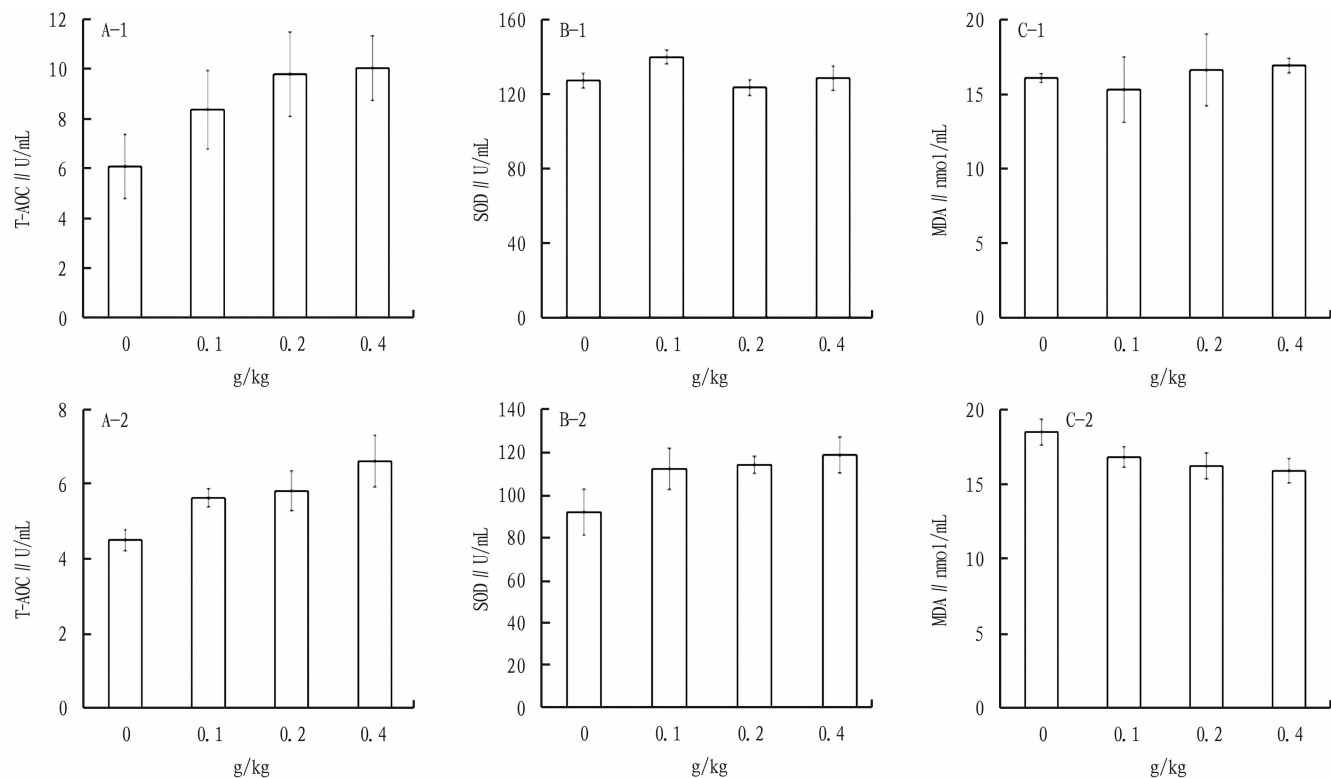 A-1
T-AOC // U/mL
12
10
8
6
4
2
0
0 0.1 0.2 0.4
g/kg
B-1
SOD // U/mL
160
120
80
40
0
0 0.1 0.2 0.4
g/kg
C-1
MDA // nmol/mL
20
15
10
5
0
0 0.1 0.2 0.4
g/kg
A-2
T-AOC // U/mL
8
6
4
2
0
0 0.1 0.2 0.4
g/kg
B-2
SOD // U/mL
140
120
100
80
60
40
20
0
0 0.1 0.2 0.4
g/kg
C-2
MDA // nmol/mL
20
15
10
5
0
0 0.1 0.2 0.4
g/kg